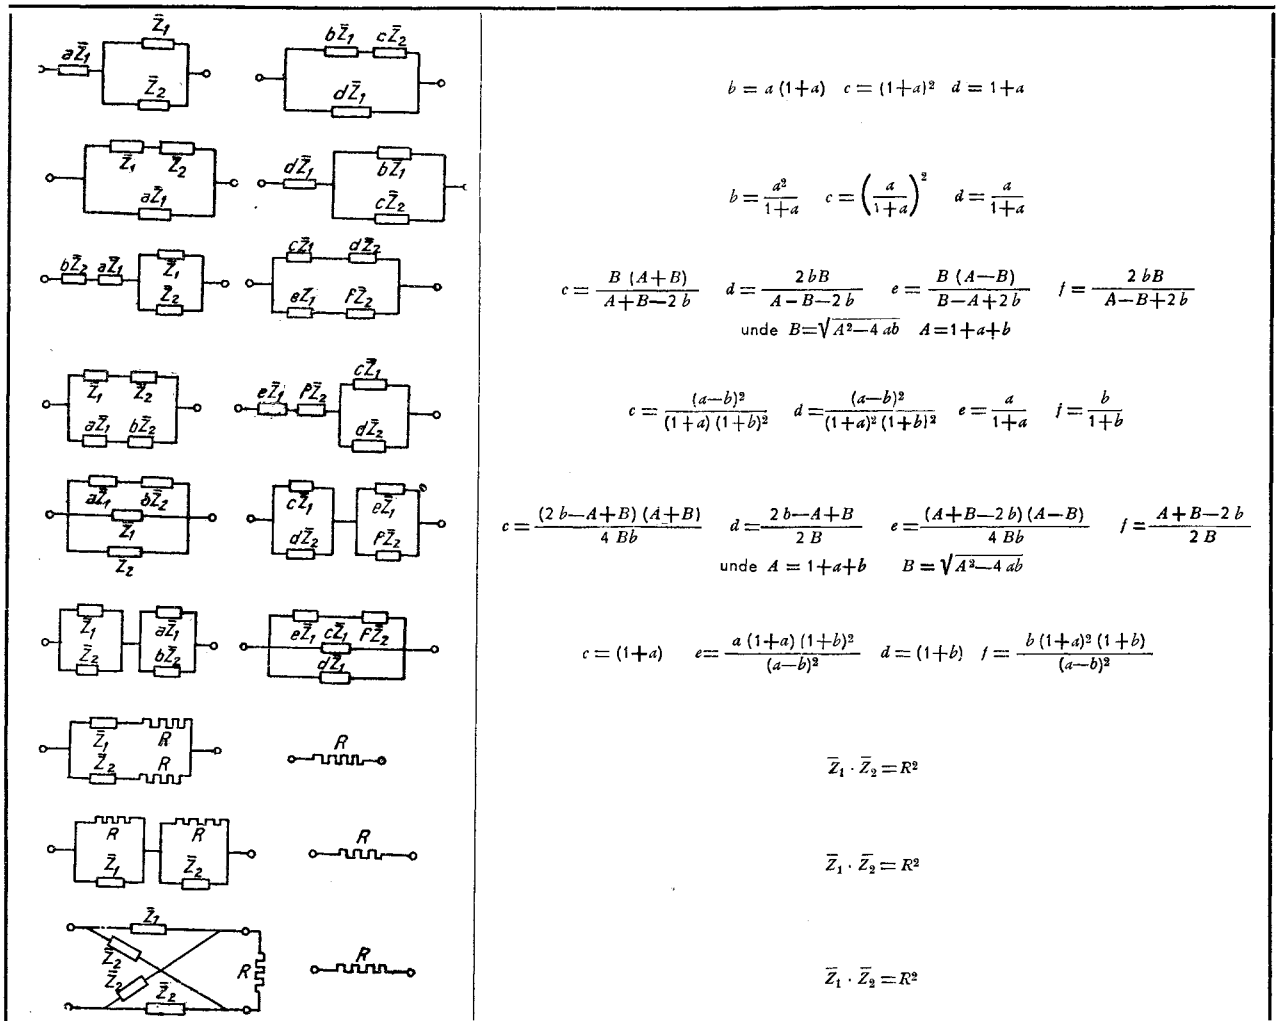 Z̄₁
aZ̄₁
Z̄₂
bZ̄₁ cZ̄₂
dZ̄₁
b = a (1+a) c = (1+a)² d = 1+a
Z̄₁ Z̄₂
aZ̄₁
dZ̄₁
bZ̄₁
cZ̄₂
b = a²/(1+a) c = (a/(1+a))² d = a/(1+a)
bZ̄₂ aZ̄₁
Z̄₁
Z̄₂
cZ̄₁ dZ̄₂
eZ̄₁ fZ̄₂
c = B (A+B)/(A+B−2 b) d = 2 bB/(A−B−2 b) e = B (A−B)/(B−A+2 b) f = 2 bB/(A−B+2 b)
unde B=√(A²−4 ab) A=1+a+b
Z̄₁ Z̄₂
aZ̄₁ bZ̄₂
eZ̄₁ fZ̄₂
cZ̄₁
dZ̄₂
c = (a−b)²/((1+a) (1+b)²) d = (a−b)²/((1+a)² (1+b)²) e = a/(1+a) f = b/(1+b)
aZ̄₁ bZ̄₂
Z̄₁
Z₂
cZ̄₁
dZ̄₂
eZ̄₁
fZ̄₂
c = (2 b−A+B) (A+B)/(4 Bb) d = (2 b−A+B)/(2 B) e = (A+B−2 b) (A−B)/(4 Bb) f = (A+B−2 b)/(2 B)
unde A = 1+a+b B = √(A²−4 ab)
Z̄₁
Z̄₂
aZ̄₁
bZ̄₂
eZ̄₁ cZ̄₁ fZ̄₂
dZ̄₁
c = (1+a) e = a (1+a) (1+b)²/(a−b)² d = (1+b) f = b (1+a)² (1+b)/(a−b)²
Z̄₁ R
Z̄₂ R
R
Z̄₁ · Z̄₂ = R²
R R
Z̄₁ Z̄₂
R
Z̄₁ · Z̄₂ = R²
Z̄₁
Z̄₂
Z̄₂
Z̄₂
R
R
Z̄₁ · Z̄₂ = R²